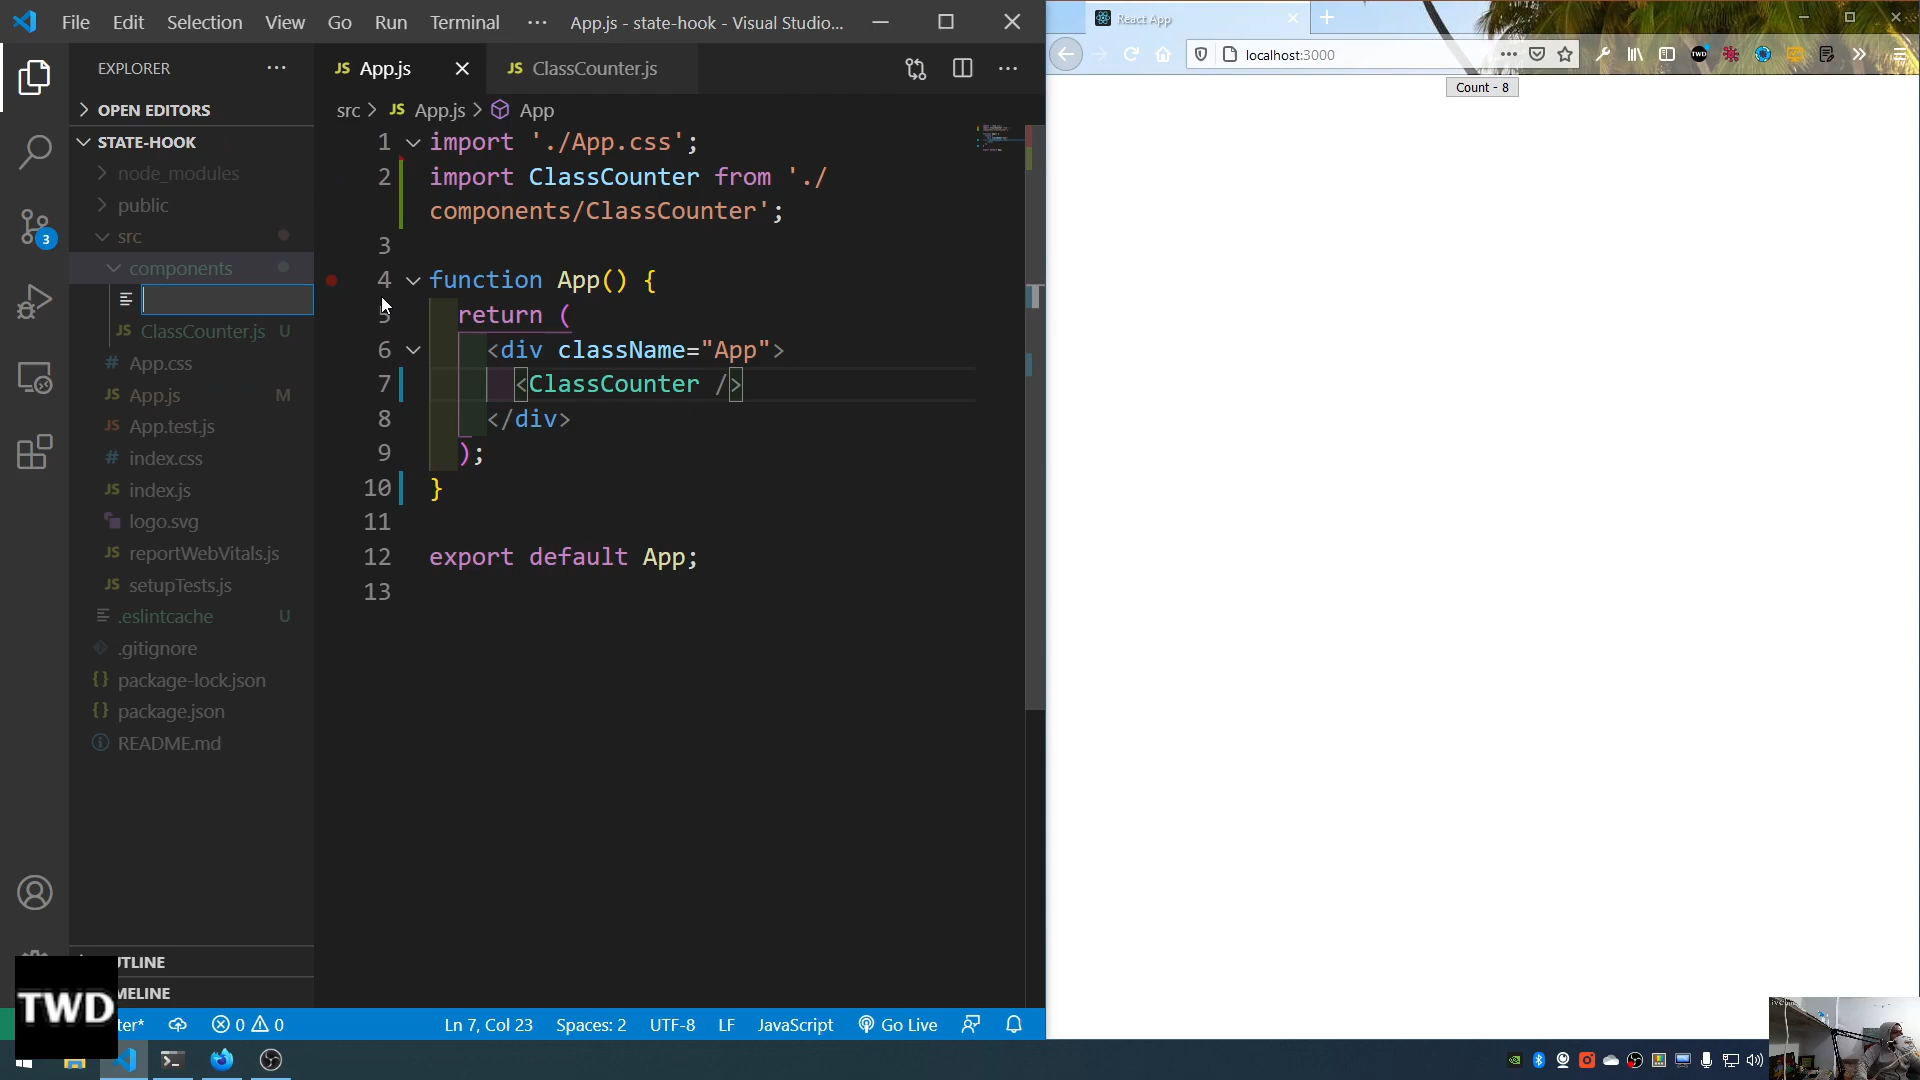 File Edit Selection View Go Run Terminal ··· App.js - state-hook - Visual Studio...
React App
localhost:3000
TWD
Count - 8
EXPLORER
JS App.js
JS ClassCounter.js
OPEN EDITORS
src > JS App.js > App
STATE-HOOK
node_modules
public
src
components
JS ClassCounter.js U
# App.css
JS App.js M
JS App.test.js
# index.css
JS index.js
logo.svg
JS reportWebVitals.js
JS setupTests.js
.eslintcache U
.gitignore
{} package-lock.json
{} package.json
README.md
3
1 import './App.css';
2 import ClassCounter from './
components/ClassCounter';
3
4 function App() {
5 return (
6 <div className="App">
7 <ClassCounter />
8 </div>
9 );
10 }
11
12 export default App;
13
UTLINE
MELINE
TWD
ter* 0 0 Ln 7, Col 23 Spaces: 2 UTF-8 LF JavaScript Go Live